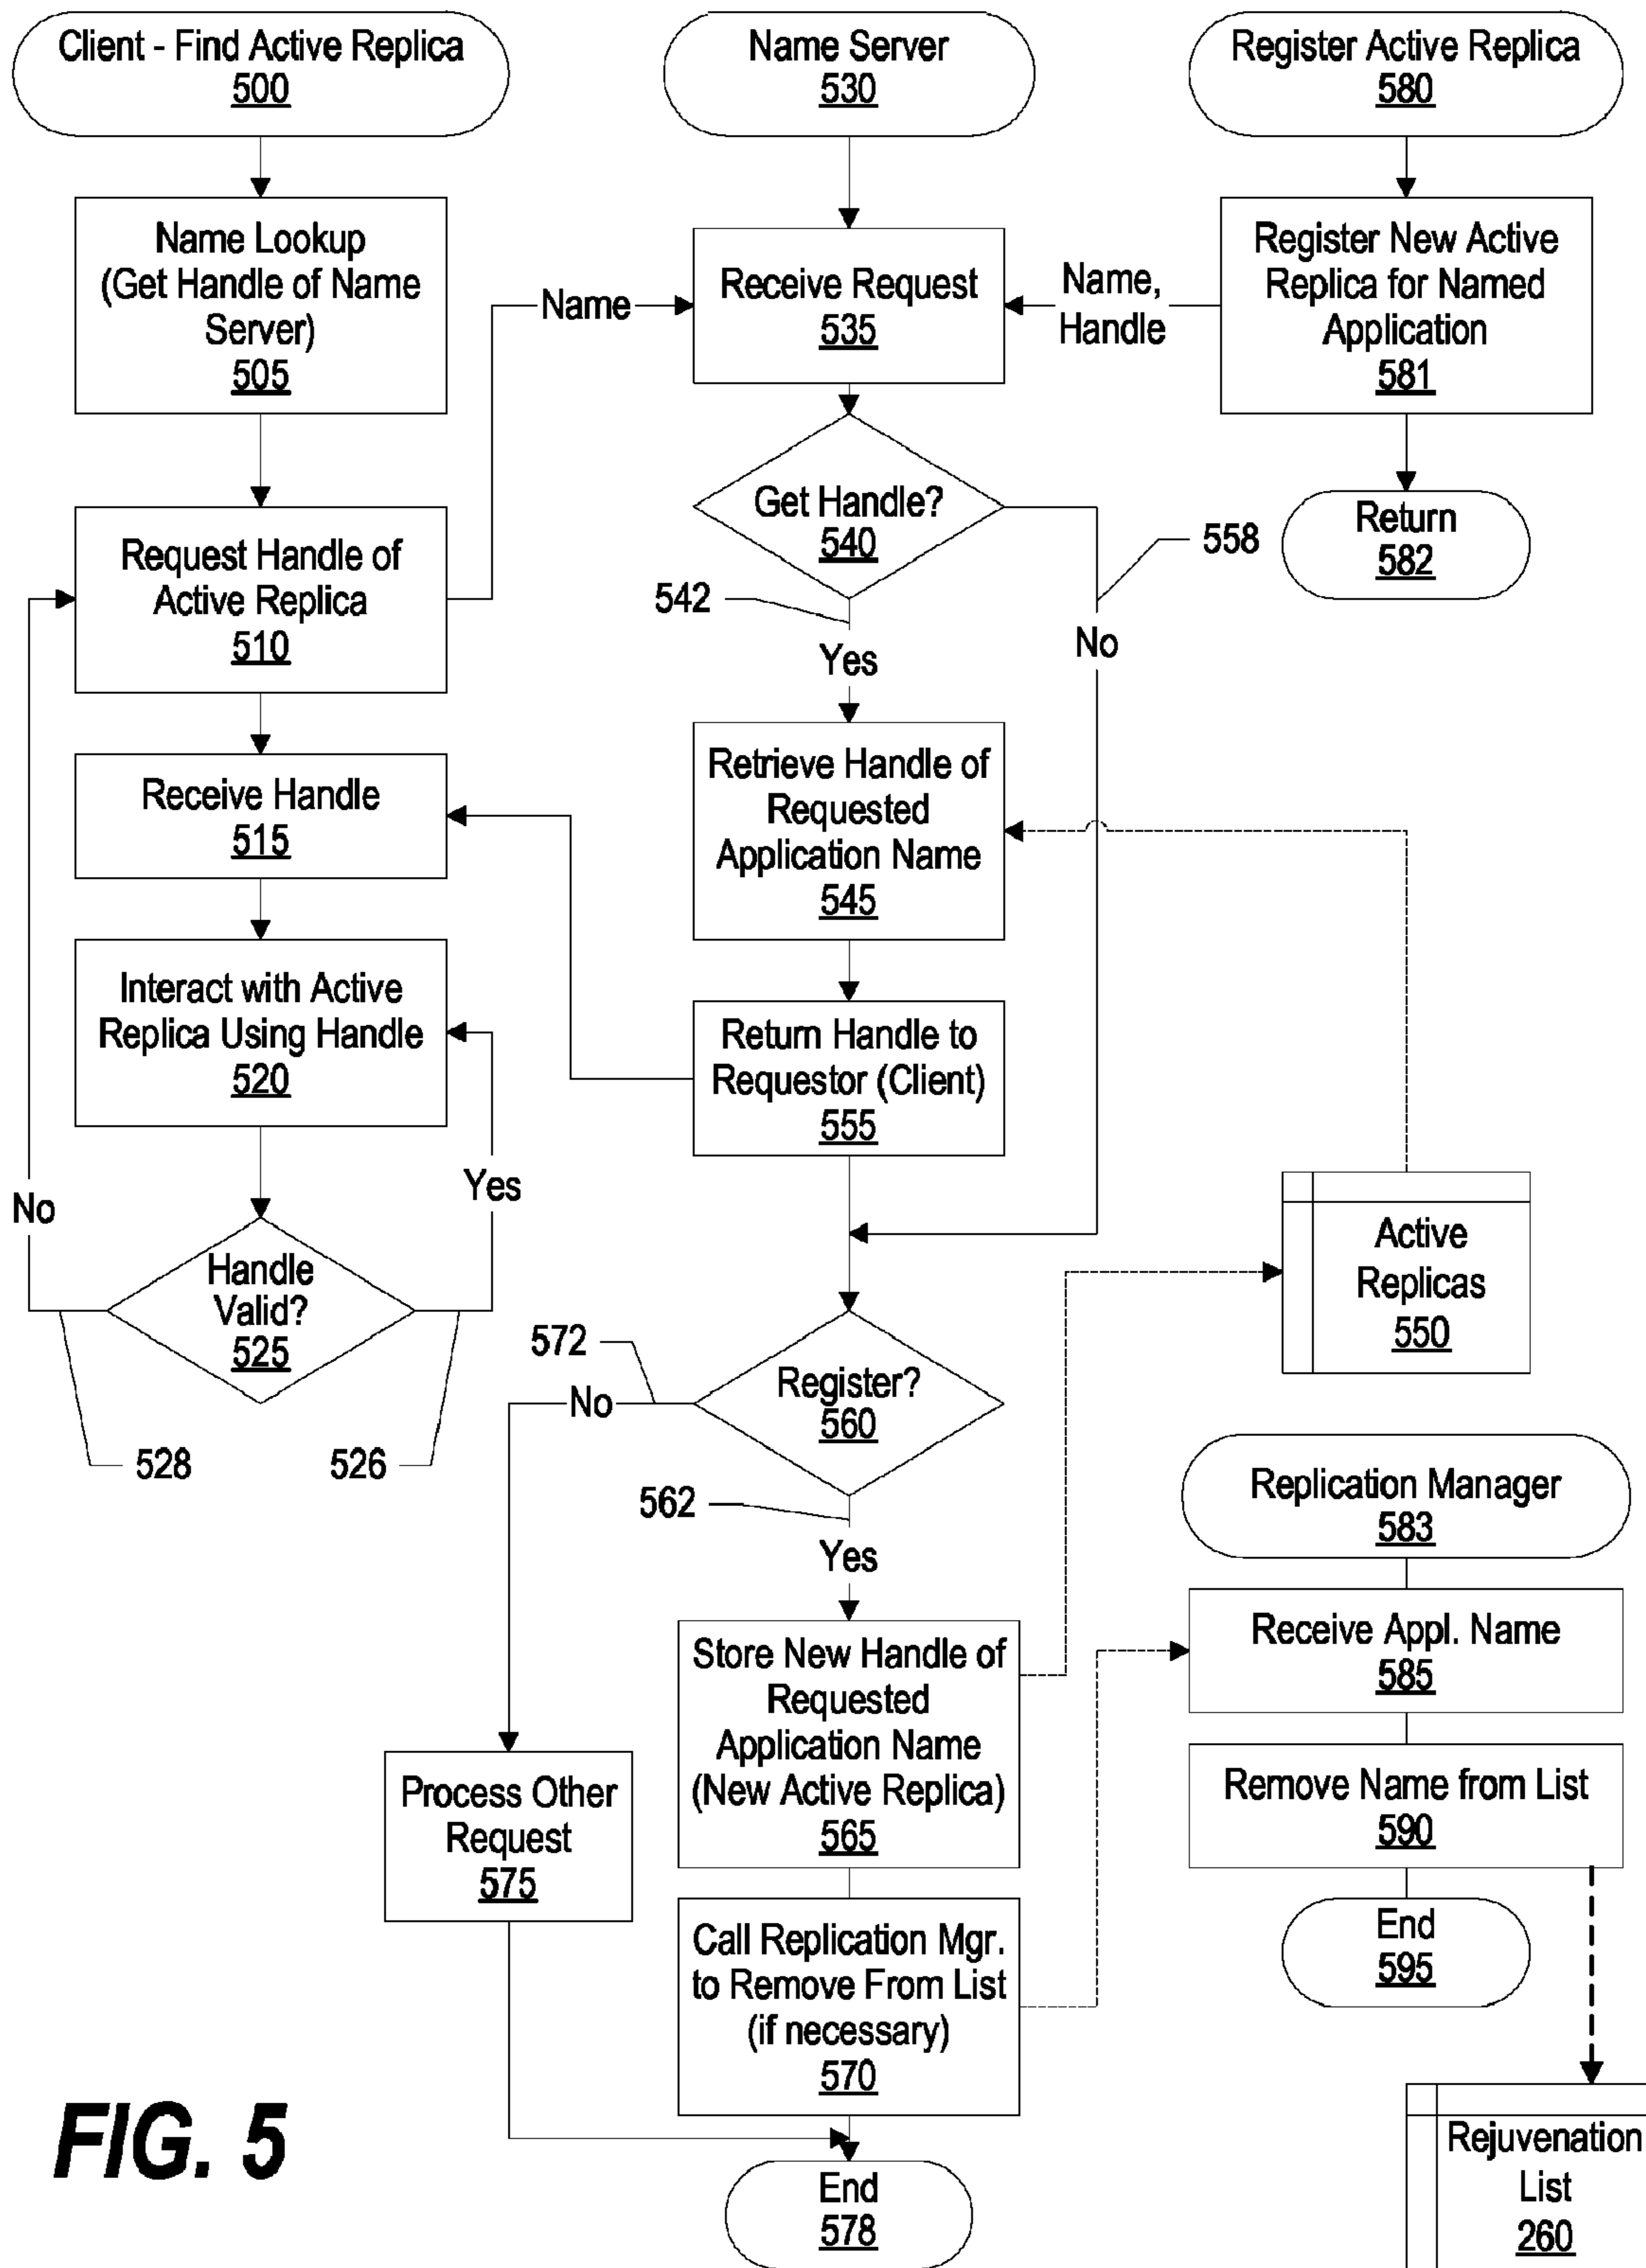 Client - Find Active Replica
500
Name Lookup
(Get Handle of Name
Server)
505
Request Handle of
Active Replica
510
Receive Handle
515
Interact with Active
Replica Using Handle
520
Handle
Valid?
525
No
Yes
528
526
Name
Name Server
530
Receive Request
535
Get Handle?
540
542
Yes
558
No
Retrieve Handle of
Requested
Application Name
545
Return Handle to
Requestor (Client)
555
Register?
560
572
No
562
Yes
Store New Handle of
Requested
Application Name
(New Active Replica)
565
Process Other
Request
575
Call Replication Mgr.
to Remove From List
(if necessary)
570
End
578
Register Active Replica
580
Register New Active
Replica for Named
Application
581
Name,
Handle
Return
582
Active
Replicas
550
Replication Manager
583
Receive Appl. Name
585
Remove Name from List
590
End
595
Rejuvenation
List
260
FIG. 5